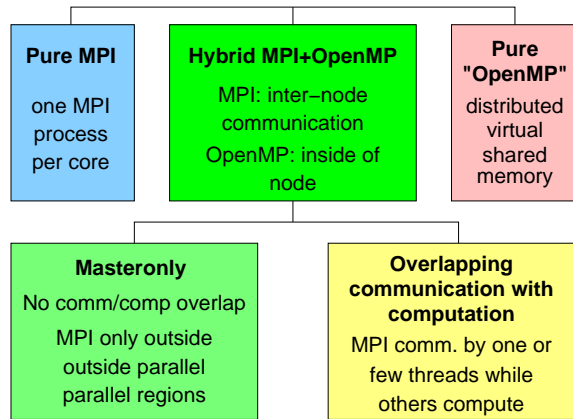 Pure MPI
one MPI
process
per core
Hybrid MPI+OpenMP
MPI: inter−node
communication
OpenMP: inside of
node
Pure
"OpenMP"
distributed
virtual
shared
memory
Masteronly
No comm/comp overlap
MPI only outside
outside parallel
parallel regions
Overlapping
communication with
computation
MPI comm. by one or
few threads while
others compute